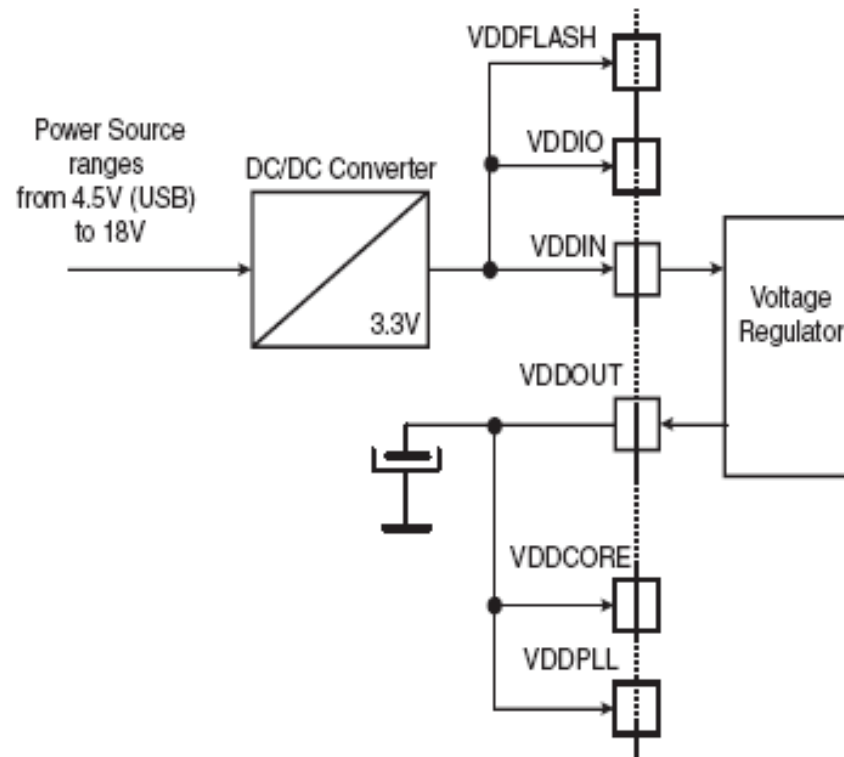 VDDFLASH
Power Source
ranges
from 4.5V (USB)
to 18V
DC/DC Converter
3.3V
VDDIO
VDDIN
Voltage
Regulator
VDDOUT
VDDCORE
VDDPLL